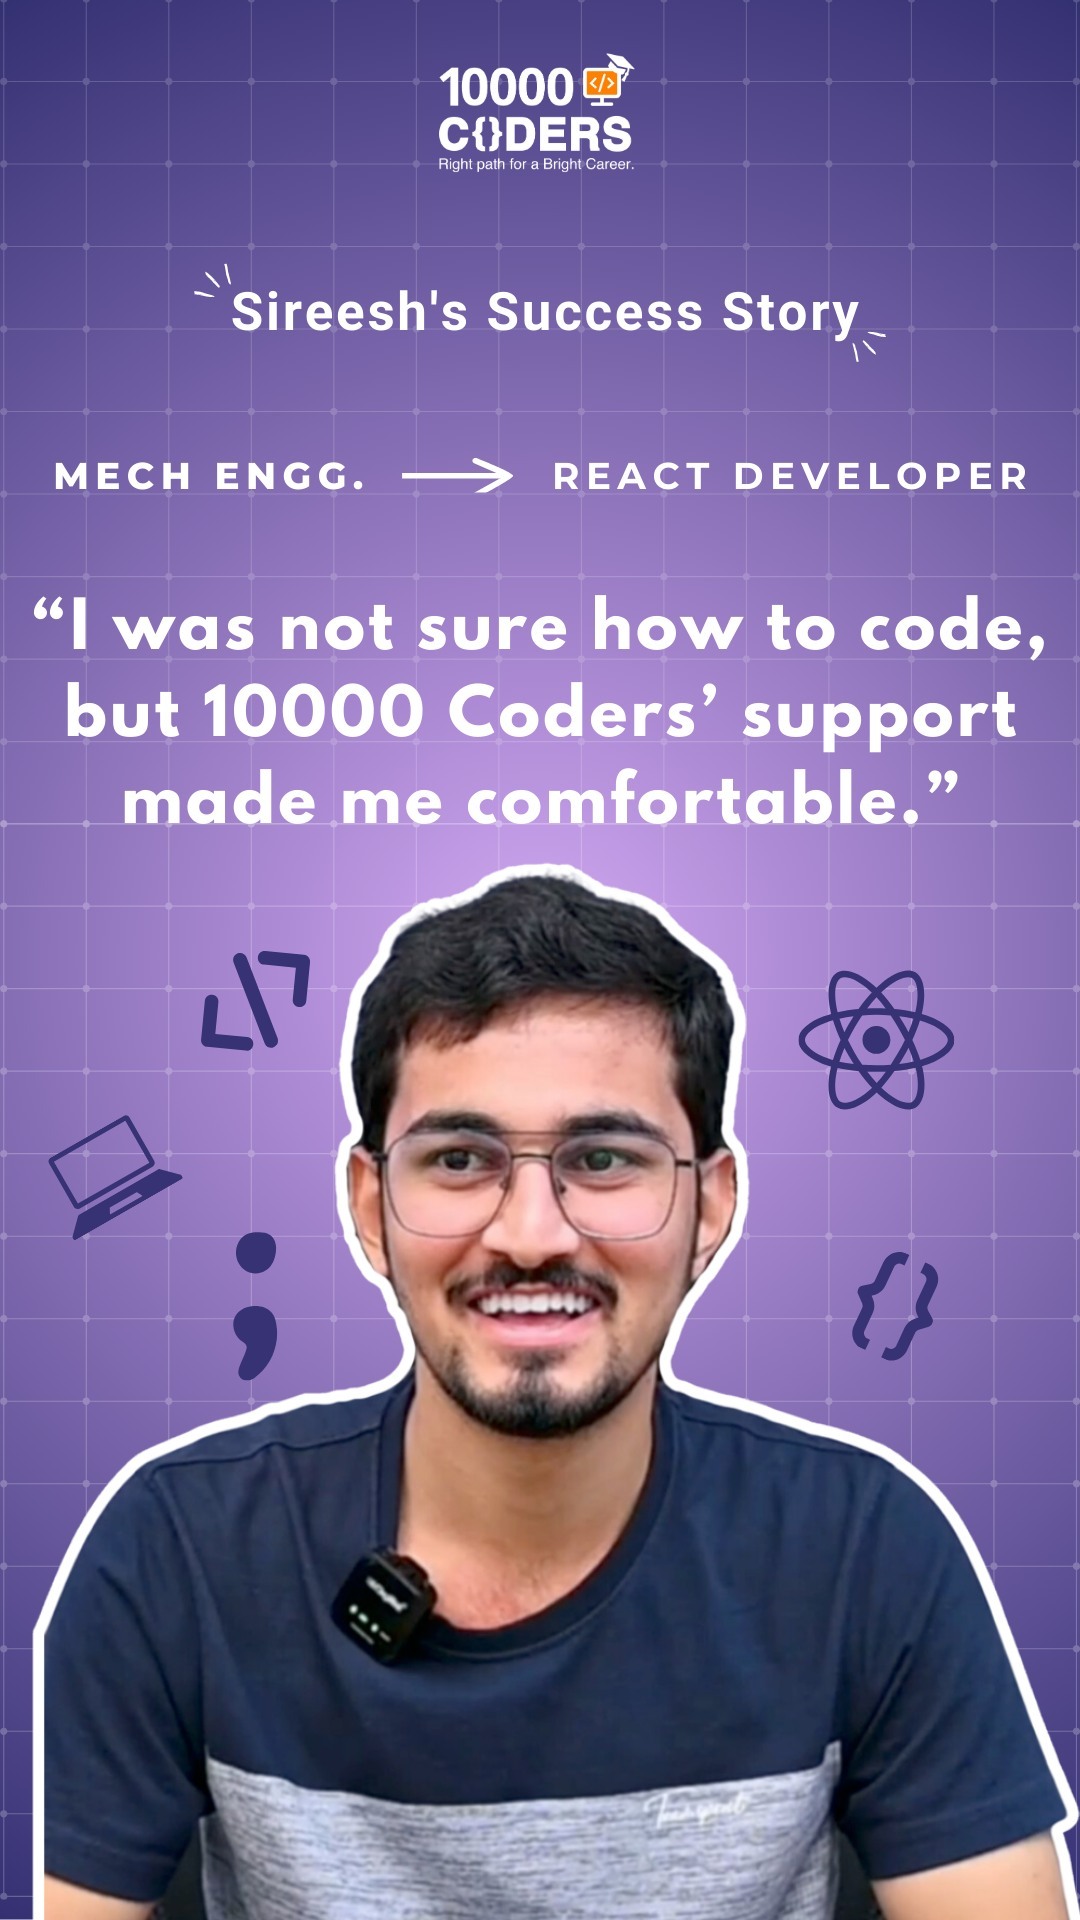 10000
C{}DERS
Right path for a Bright Career.
Sireesh's Success Story
MECH ENGG. → REACT DEVELOPER
“I was not sure how to code,
but 10000 Coders’ support
made me comfortable.”